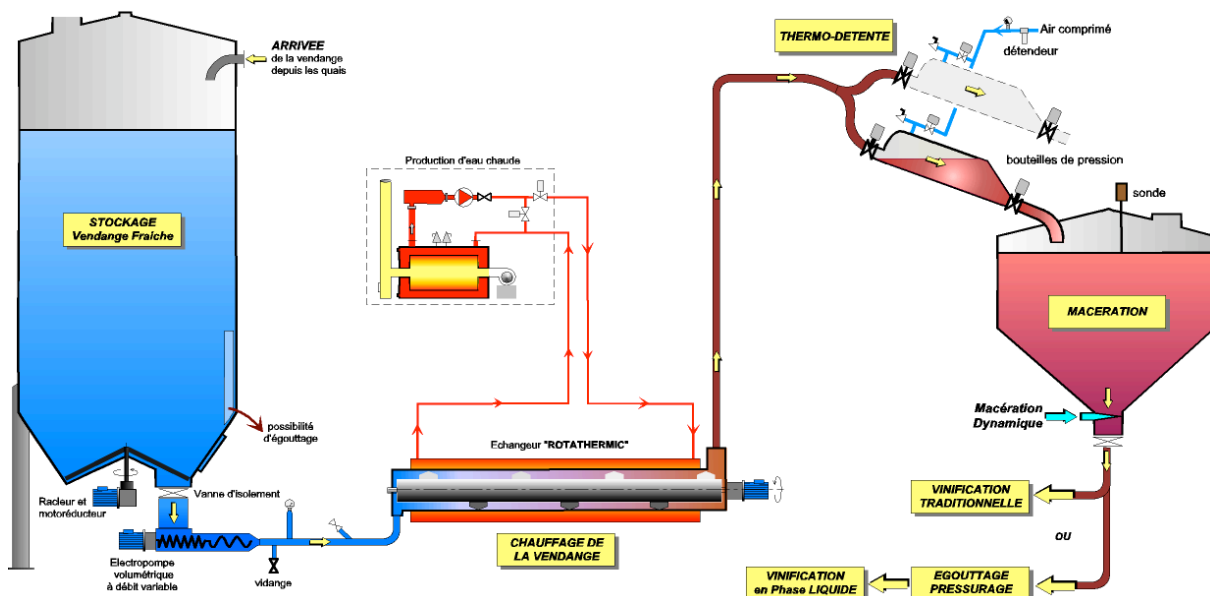 ARRIVEE
de la vendange
depuis les quais
STOCKAGE
Vendange Fraiche
possibilité
d'égouttage
Racleur et
motoréducteur
Vanne d'isolement
Electropompe
volumétrique
à débit variable
vidange
Production d'eau chaude
Echangeur "ROTATHERMIC"
CHAUFFAGE DE
LA VENDANGE
THERMO-DETENTE
Air comprimé
détendeur
bouteilles de pression
sonde
MACERATION
Macération
Dynamique
VINIFICATION
TRADITIONNELLE
OU
EGOUTTAGE
PRESSURAGE
VINIFICATION
en Phase LIQUIDE